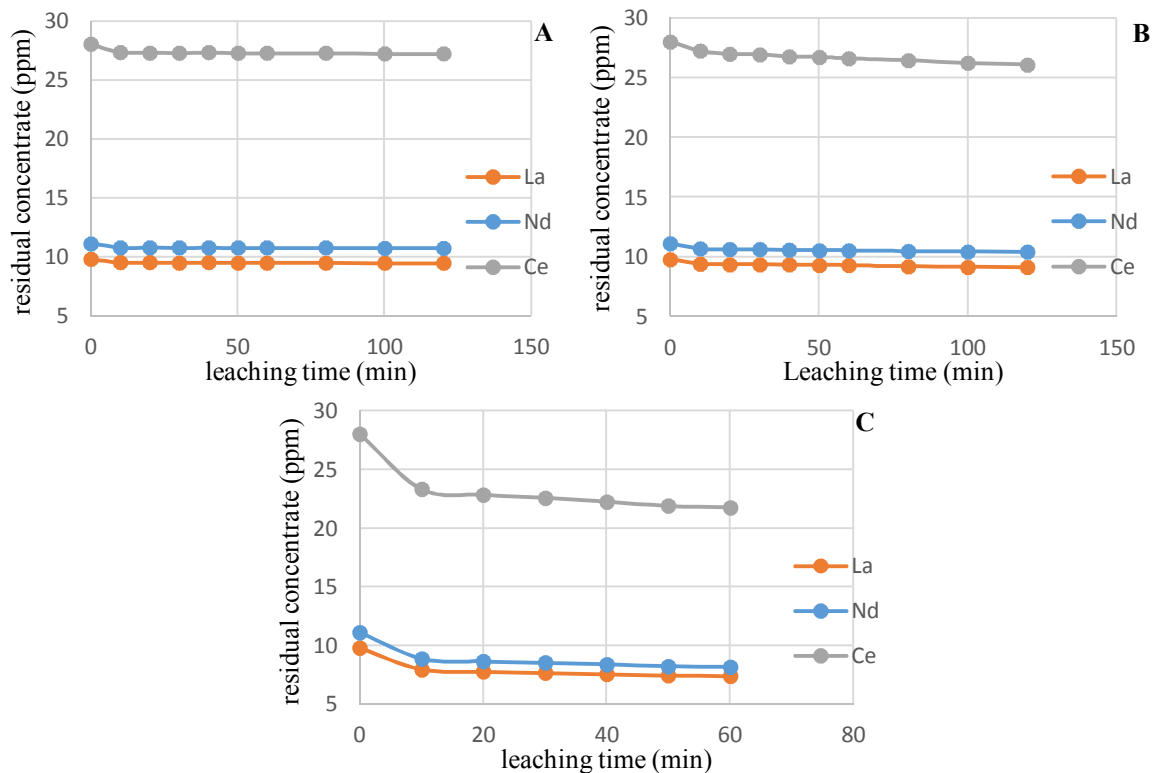 A
residual concentrate (ppm)
30
25
20
15
10
5
0
50
100
150
leaching time (min)
La
Nd
Ce
B
residual concentrate (ppm)
30
25
20
15
10
5
0
50
100
150
Leaching time (min)
La
Nd
Ce
C
residual concentrate (ppm)
30
25
20
15
10
5
0
20
40
60
80
leaching time (min)
La
Nd
Ce